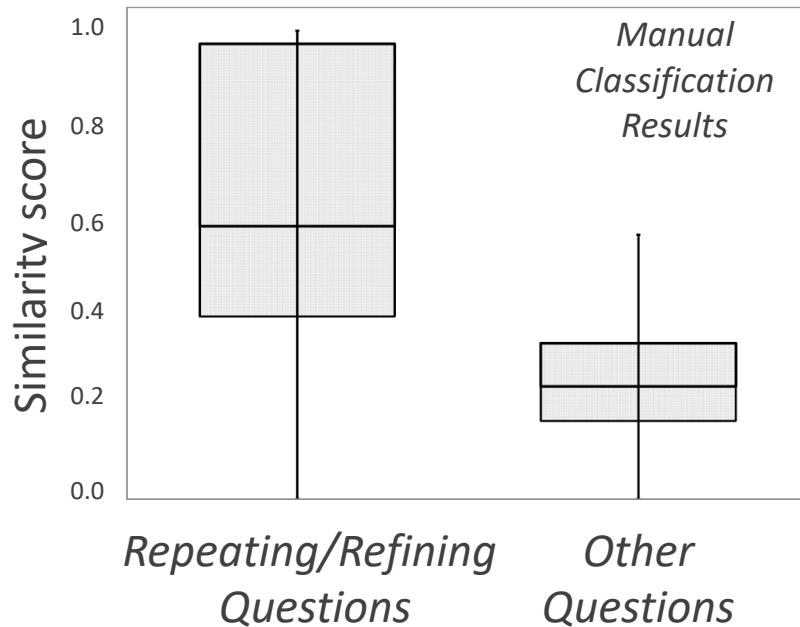 Similarity score
1.0
0.8
0.6
0.4
0.2
0.0
Manual
Classification
Results
Repeating/Refining
Questions
Other
Questions